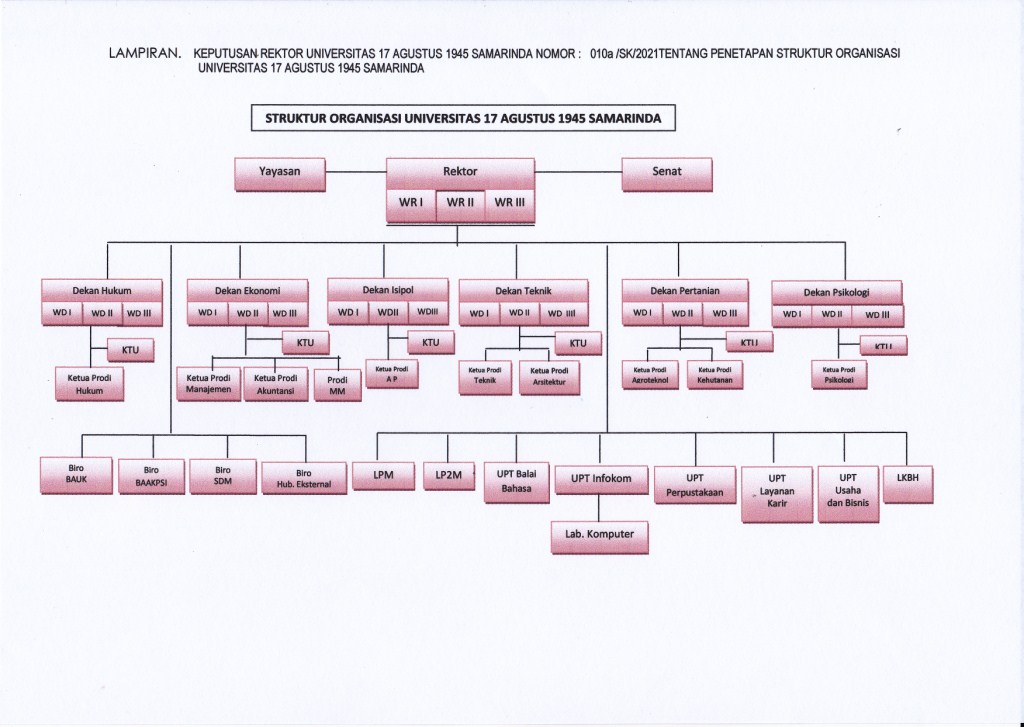 LAMPIRAN. KEPUTUSAN REKTOR UNIVERSITAS 17 AGUSTUS 1945 SAMARINDA NOMOR : 010a /SK/2021TENTANG PENETAPAN STRUKTUR ORGANISASI
UNIVERSITAS 17 AGUSTUS 1945 SAMARINDA
STRUKTUR ORGANISASI UNIVERSITAS 17 AGUSTUS 1945 SAMARINDA
Yayasan
Rektor
Senat
WR I WR II WR III
Dekan Hukum
WD I WD II WD III
KTU
Ketua Prodi
Hukum
Dekan Ekonomi
WD I WD II WD III
KTU
Ketua Prodi
Manajemen
Ketua Prodi
Akuntansi
Prodi
MM
Dekan Isipol
WD I WDII WDIII
KTU
Ketua Prodi
A P
Dekan Teknik
WD I WD II WD IIII
KTU
Ketua Prodi
Teknik
Ketua Prodi
Arsitektur
Dekan Pertanian
WD I WD II WD III
KTU
Ketua Prodi
Agroteknol
Ketua Prodi
Kehutanan
Dekan Psikologi
WD I WD II WD III
KTU
Ketua Prodi
Psikologi
Biro
BAUK
Biro
BAAKPSI
Biro
SDM
Biro
Hub. Eksternal
LPM
LP2M
UPT Balai
Bahasa
UPT Infokom
Lab. Komputer
UPT
Perpustakaan
UPT
Layanan
Karir
UPT
Usaha
dan Bisnis
LKBH